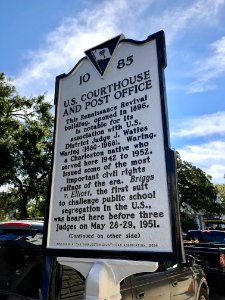 10 85
U.S. COURTHOUSE
AND POST OFFICE
This Renaissance Revival
building, opened in 1896,
is notable for its
association with U.S.
District Judge J. Waties
Waring (1880-1968). Waring,
a Charleston native who
served here 1942 to 1952,
issued some of the most
important civil rights
rulings of the era. Briggs
v. Elliott, the first suit
to challenge public school
segregation in the U.S.,
was heard here before three
judges on May 28-29, 1951.
(Continued on other side)